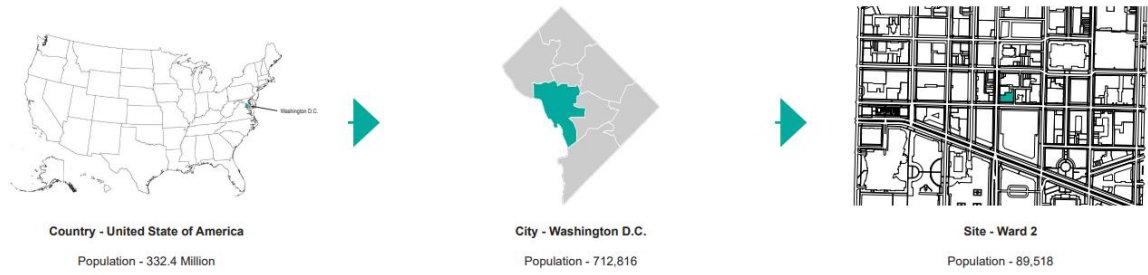 Washington D.C.
Country - United State of America
Population - 332.4 Million
City - Washington D.C.
Population - 712,816
Site - Ward 2
Population - 89,518